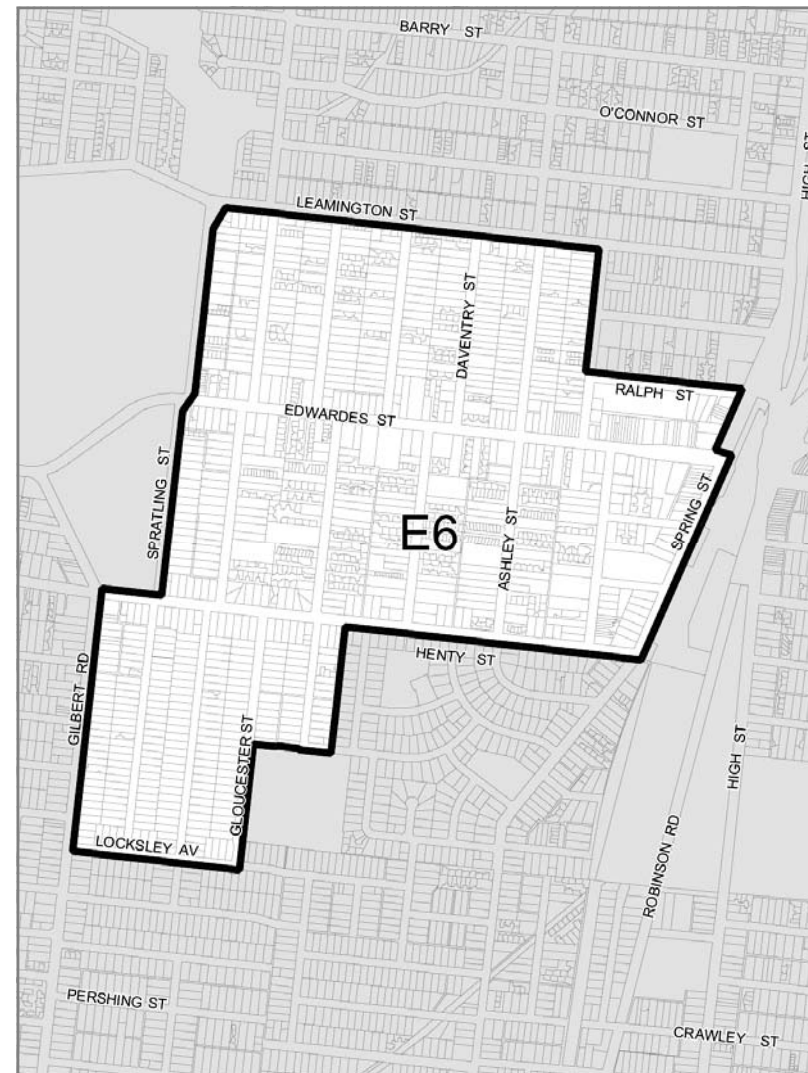 BARRY ST
O'CONNOR ST
HIGH ST
LEAMINGTON ST
DAVENTRY ST
RALPH ST
EDWARDES ST
SPRATLING ST
SPRING ST
E6
ASHLEY ST
HENTY ST
GILBERT RD
GLOUCESTER ST
HIGH ST
LOCKSLEY AV
ROBINSON RD
PERSHING ST
CRAWLEY ST